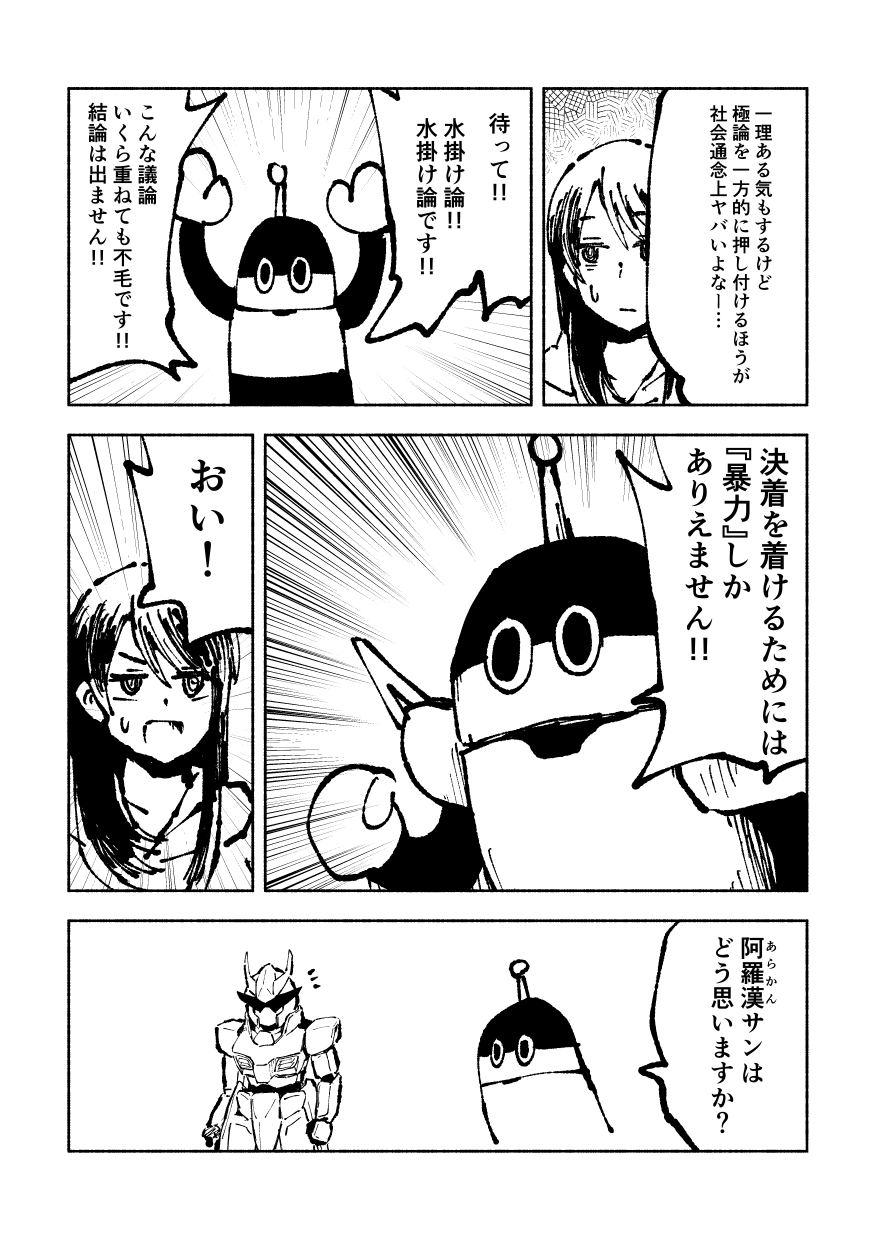 一理ある気もするけど
極論を一方的に押し付けるほうが
社会通念上ヤバいよなー…
待って!!
水掛け論!!
水掛け論です!!
こんな議論
いくら重ねても不毛です!!
結論は出ません!!
決着を着けるためには
『暴力』しか
ありえません!!
おい!
阿羅漢サンは
あらかん
どう思いますか?